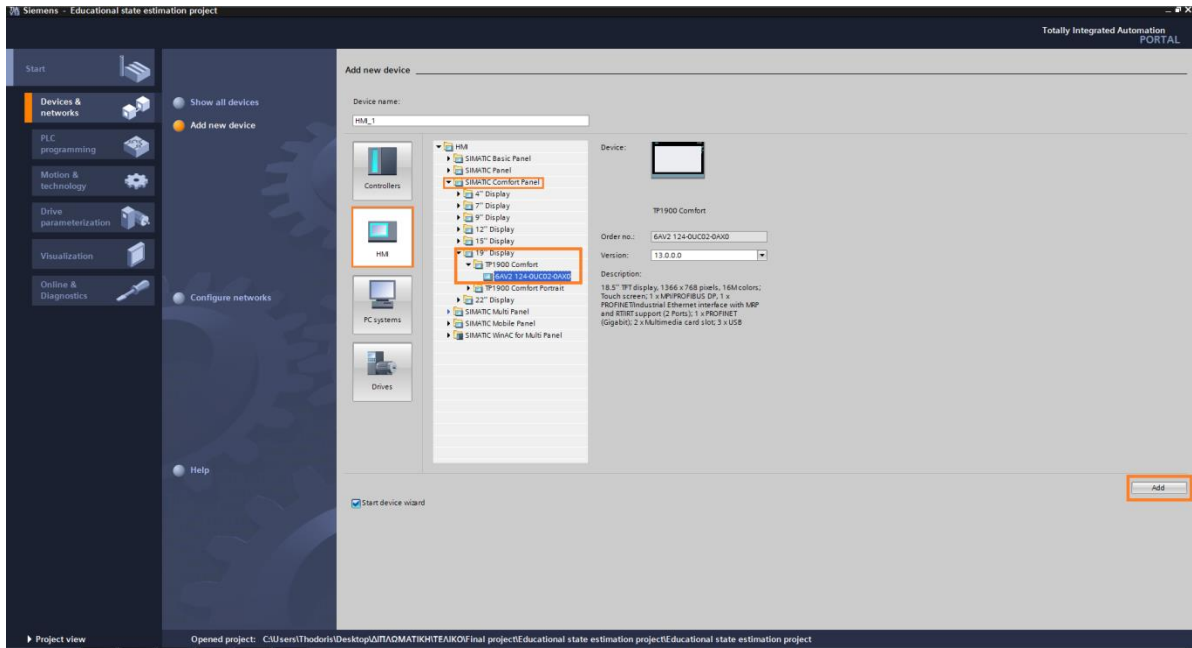 Siemens - Educational state estimation project
Totally Integrated Automation
PORTAL
Start
Devices &
networks
PLC
programming
Motion &
technology
Drive
parameterization
Visualization
Online &
Diagnostics
Project view
Show all devices
Add new device
Configure networks
Help
Add new device
Device name:
HMI_1
Controllers
HMI
PC systems
Drives
HMI
SIMATIC Basic Panel
SIMATIC Panel
SIMATIC Comfort Panel
4" Display
7" Display
9" Display
12" Display
15" Display
19" Display
TP1900 Comfort
6AV2 124-0UC02-0AX0
TP1900 Comfort Portrait
22" Display
SIMATIC Multi Panel
SIMATIC Mobile Panel
SIMATIC WinAC for Multi Panel
Device:
TP1900 Comfort
Order no.: 6AV2 124-0UC02-0AX0
Version: 13.0.0.0
Description:
18.5" TFT display, 1366 x 768 pixels, 16M colors;
Touch screen; 1 x MPI/PROFIBUS DP, 1 x
PROFINET/Industrial Ethernet interface with MRP
and RT/IRT support (2 Ports); 1 x PROFINET
(Gigabit); 2 x Multimedia card slot; 3 x USB
Start device wizard
Add
Opened project: C:\Users\Thodoris\Desktop\ΔΙΠΛΩΜΑΤΙΚΗ\ΤΕΛΙΚΟ\Final project\Educational state estimation project\Educational state estimation project